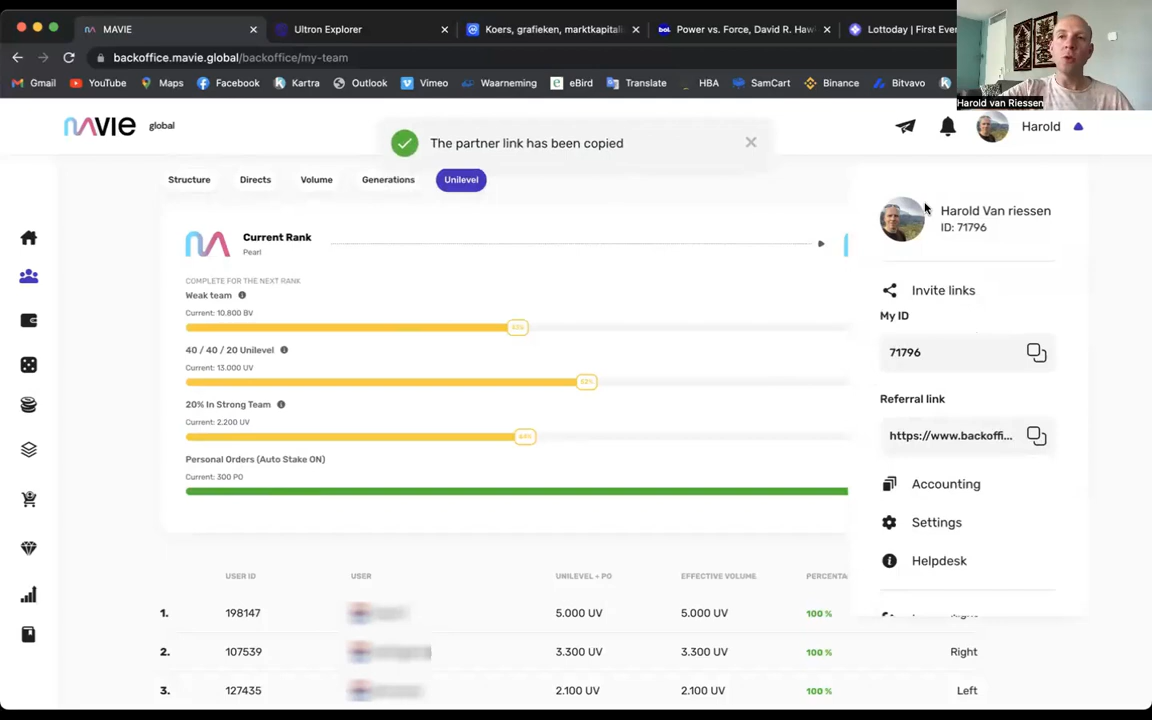 MAVIE
Ultron Explorer
Koers, grafieken, marktkapitali
Power vs. Force, David R. Haw
Lottoday | First Eve
backoffice.mavie.global/backoffice/my-team
Gmail
YouTube
Maps
Facebook
Kartra
Outlook
Vimeo
Waarneming
eBird
Translate
HBA
SamCart
Binance
Bitvavo
Harold van Riessen
MAVIE global
The partner link has been copied
Harold
Structure
Directs
Volume
Generations
Unilevel
Current Rank
Pearl
COMPLETE FOR THE NEXT RANK
Weak team
Current: 10.800 BV
40 / 40 / 20 Unilevel
Current: 13.000 UV
20% In Strong Team
Current: 2.200 UV
Personal Orders (Auto Stake ON)
Current: 300 PO
Harold Van riessen
ID: 71796
Invite links
My ID
71796
Referral link
https://www.backoffi...
Accounting
Settings
Helpdesk
USER ID
USER
UNILEVEL + PO
EFFECTIVE VOLUME
PERCENTA
1.
198147
5.000 UV
5.000 UV
100 %
2.
107539
3.300 UV
3.300 UV
100 %
Right
3.
127435
2.100 UV
2.100 UV
100 %
Left